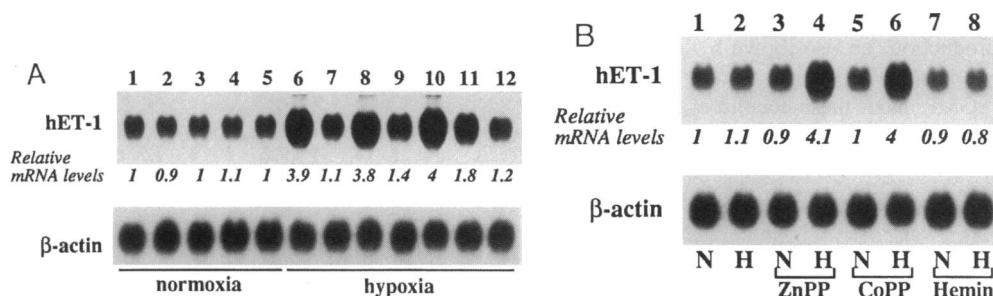 A
1 2 3 4 5 6 7 8 9 10 11 12
hET-1
Relative
mRNA levels 1 0.9 1 1.1 1 3.9 1.1 3.8 1.4 4 1.8 1.2
β-actin
normoxia hypoxia
B
1 2 3 4 5 6 7 8
hET-1
Relative
mRNA levels 1 1.1 0.9 4.1 1 4 0.9 0.8
β-actin
N H N H N H N H
ZnPP CoPP Hemin